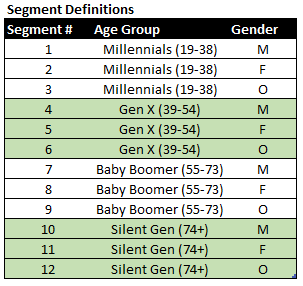 Segment Definitions
Segment # Age Group Gender
1 Millennials (19-38) M
2 Millennials (19-38) F
3 Millennials (19-38) O
4 Gen X (39-54) M
5 Gen X (39-54) F
6 Gen X (39-54) O
7 Baby Boomer (55-73) M
8 Baby Boomer (55-73) F
9 Baby Boomer (55-73) O
10 Silent Gen (74+) M
11 Silent Gen (74+) F
12 Silent Gen (74+) O